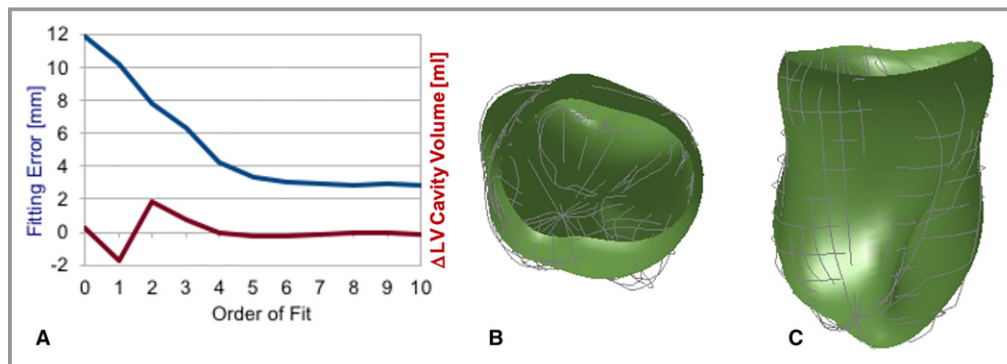 12
10
8
6
4
2
0
-2
Fitting Error [mm]
Δ LV Cavity Volume [ml]
0 1 2 3 4 5 6 7 8 9 10
Order of Fit
A
B
C